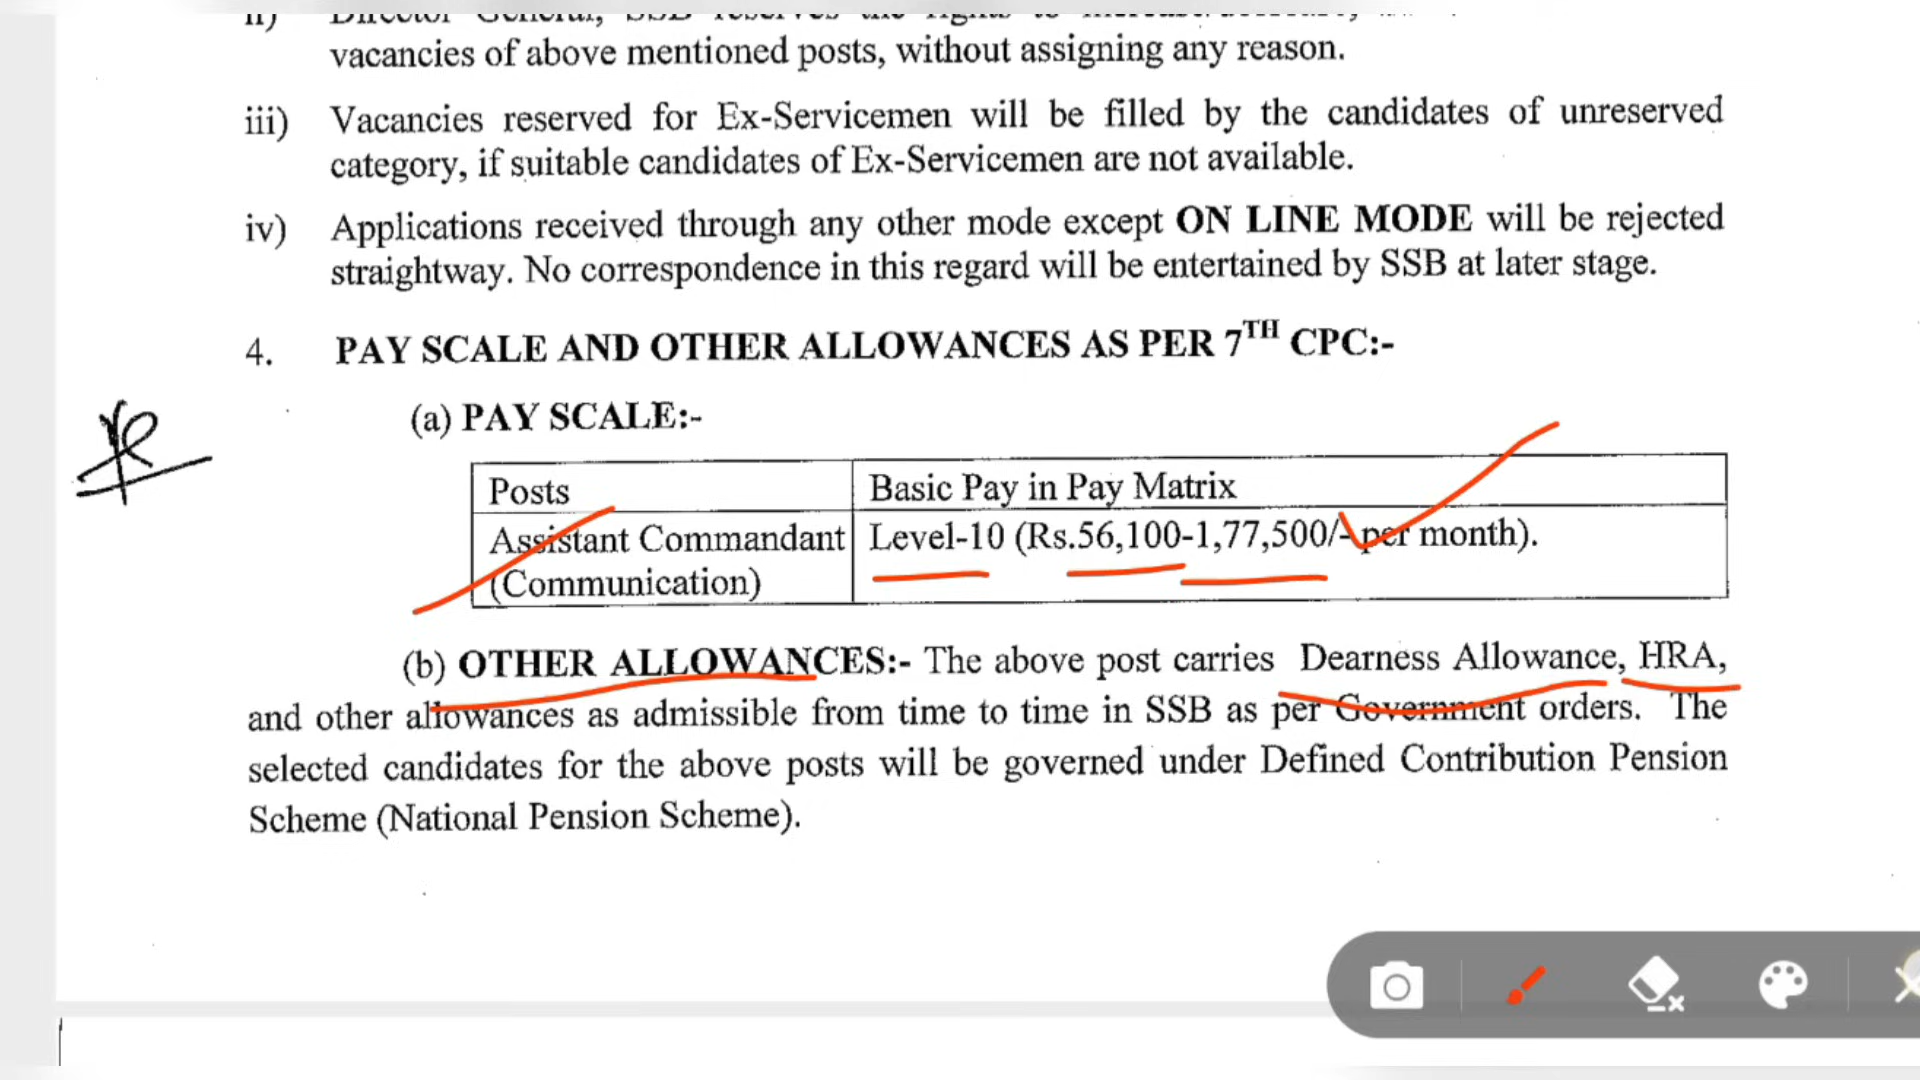 vacancies of above mentioned posts, without assigning any reason.
iii) Vacancies reserved for Ex-Servicemen will be filled by the candidates of unreserved
category, if suitable candidates of Ex-Servicemen are not available.
iv) Applications received through any other mode except ON LINE MODE will be rejected
straightway. No correspondence in this regard will be entertained by SSB at later stage.
4. PAY SCALE AND OTHER ALLOWANCES AS PER 7TH CPC:-
(a) PAY SCALE:-
Posts Basic Pay in Pay Matrix
Assistant Commandant Level-10 (Rs.56,100-1,77,500/- per month).
(Communication)
(b) OTHER ALLOWANCES:- The above post carries Dearness Allowance, HRA,
and other allowances as admissible from time to time in SSB as per Government orders. The
selected candidates for the above posts will be governed under Defined Contribution Pension
Scheme (National Pension Scheme).